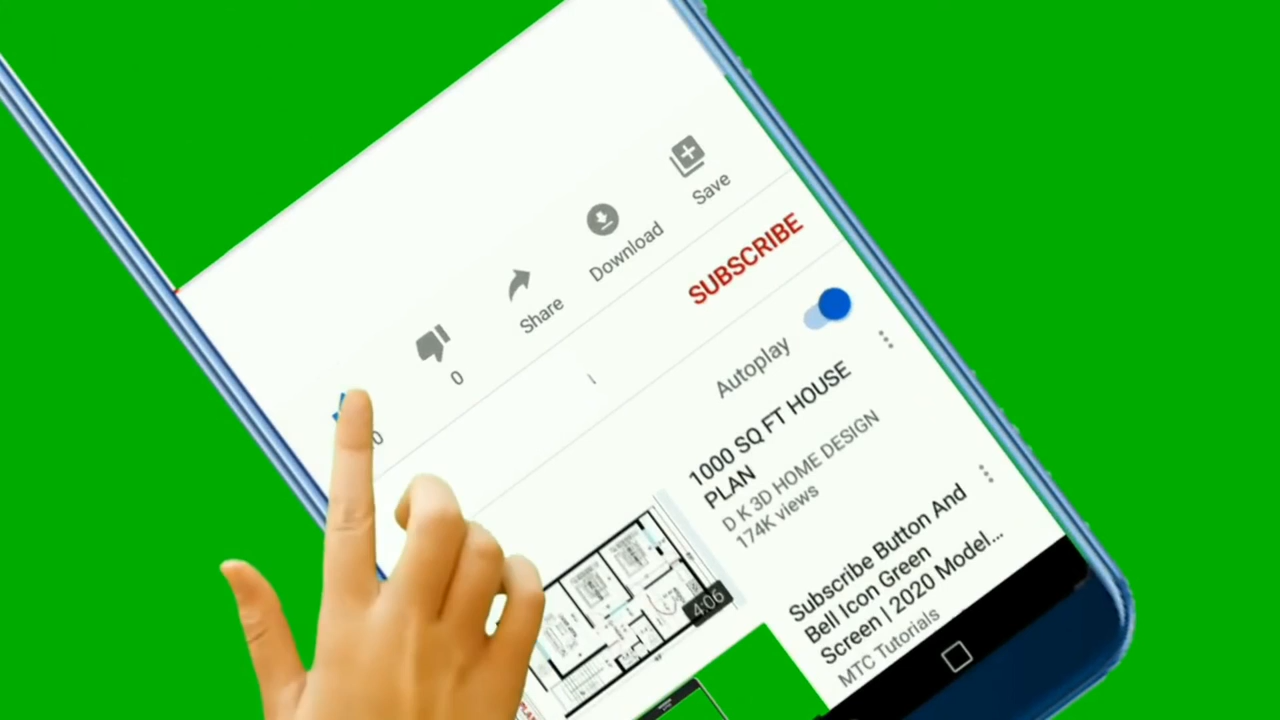 0
0
Share
Download
Save
SUBSCRIBE
Autoplay
1000 SQ FT HOUSE
PLAN
D K 3D HOME DESIGN
174K views
4:06
Subscribe Button And
Bell Icon Green
Screen | 2020 Model...
MTC Tutorials